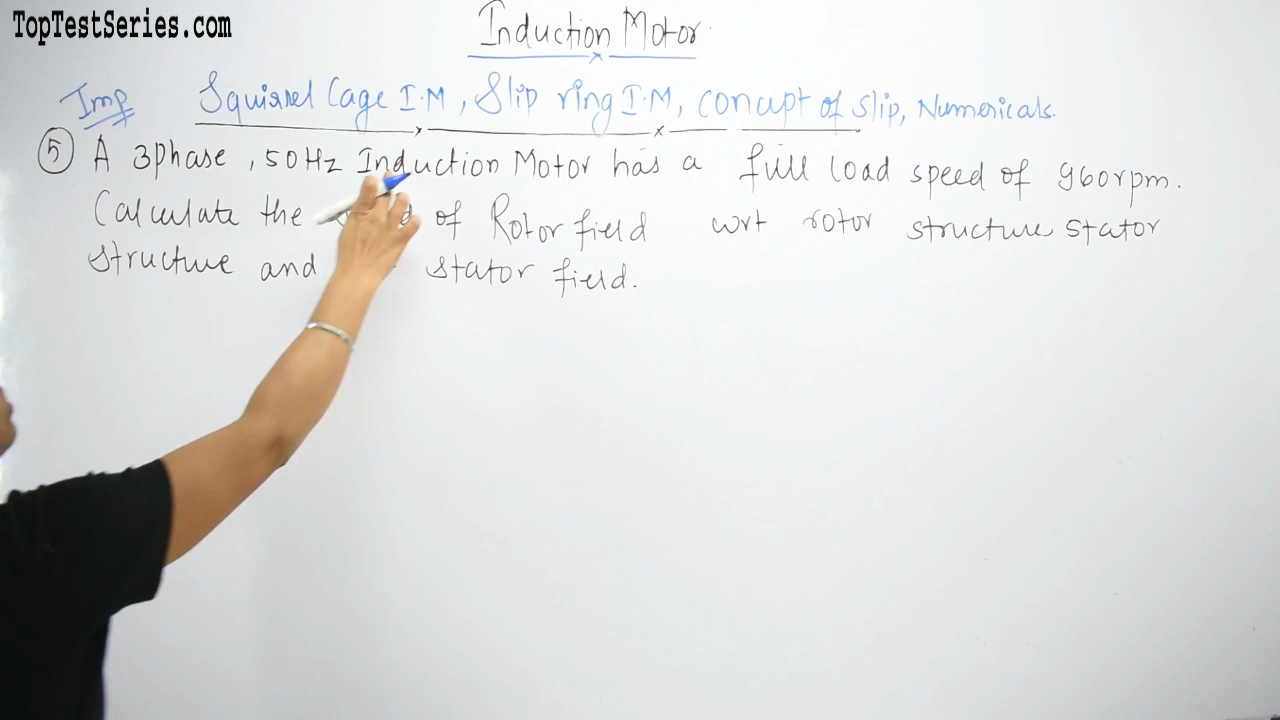 TopTestSeries.com
Induction Motor
Imp Squirrel Cage I.M, Slip ring I.M, concept of slip, Numericals.
5 A 3phase, 50Hz Induction Motor has a full load speed of 960rpm.
Calculate the of Rotor field wrt rotor structure stator
structure and stator field.